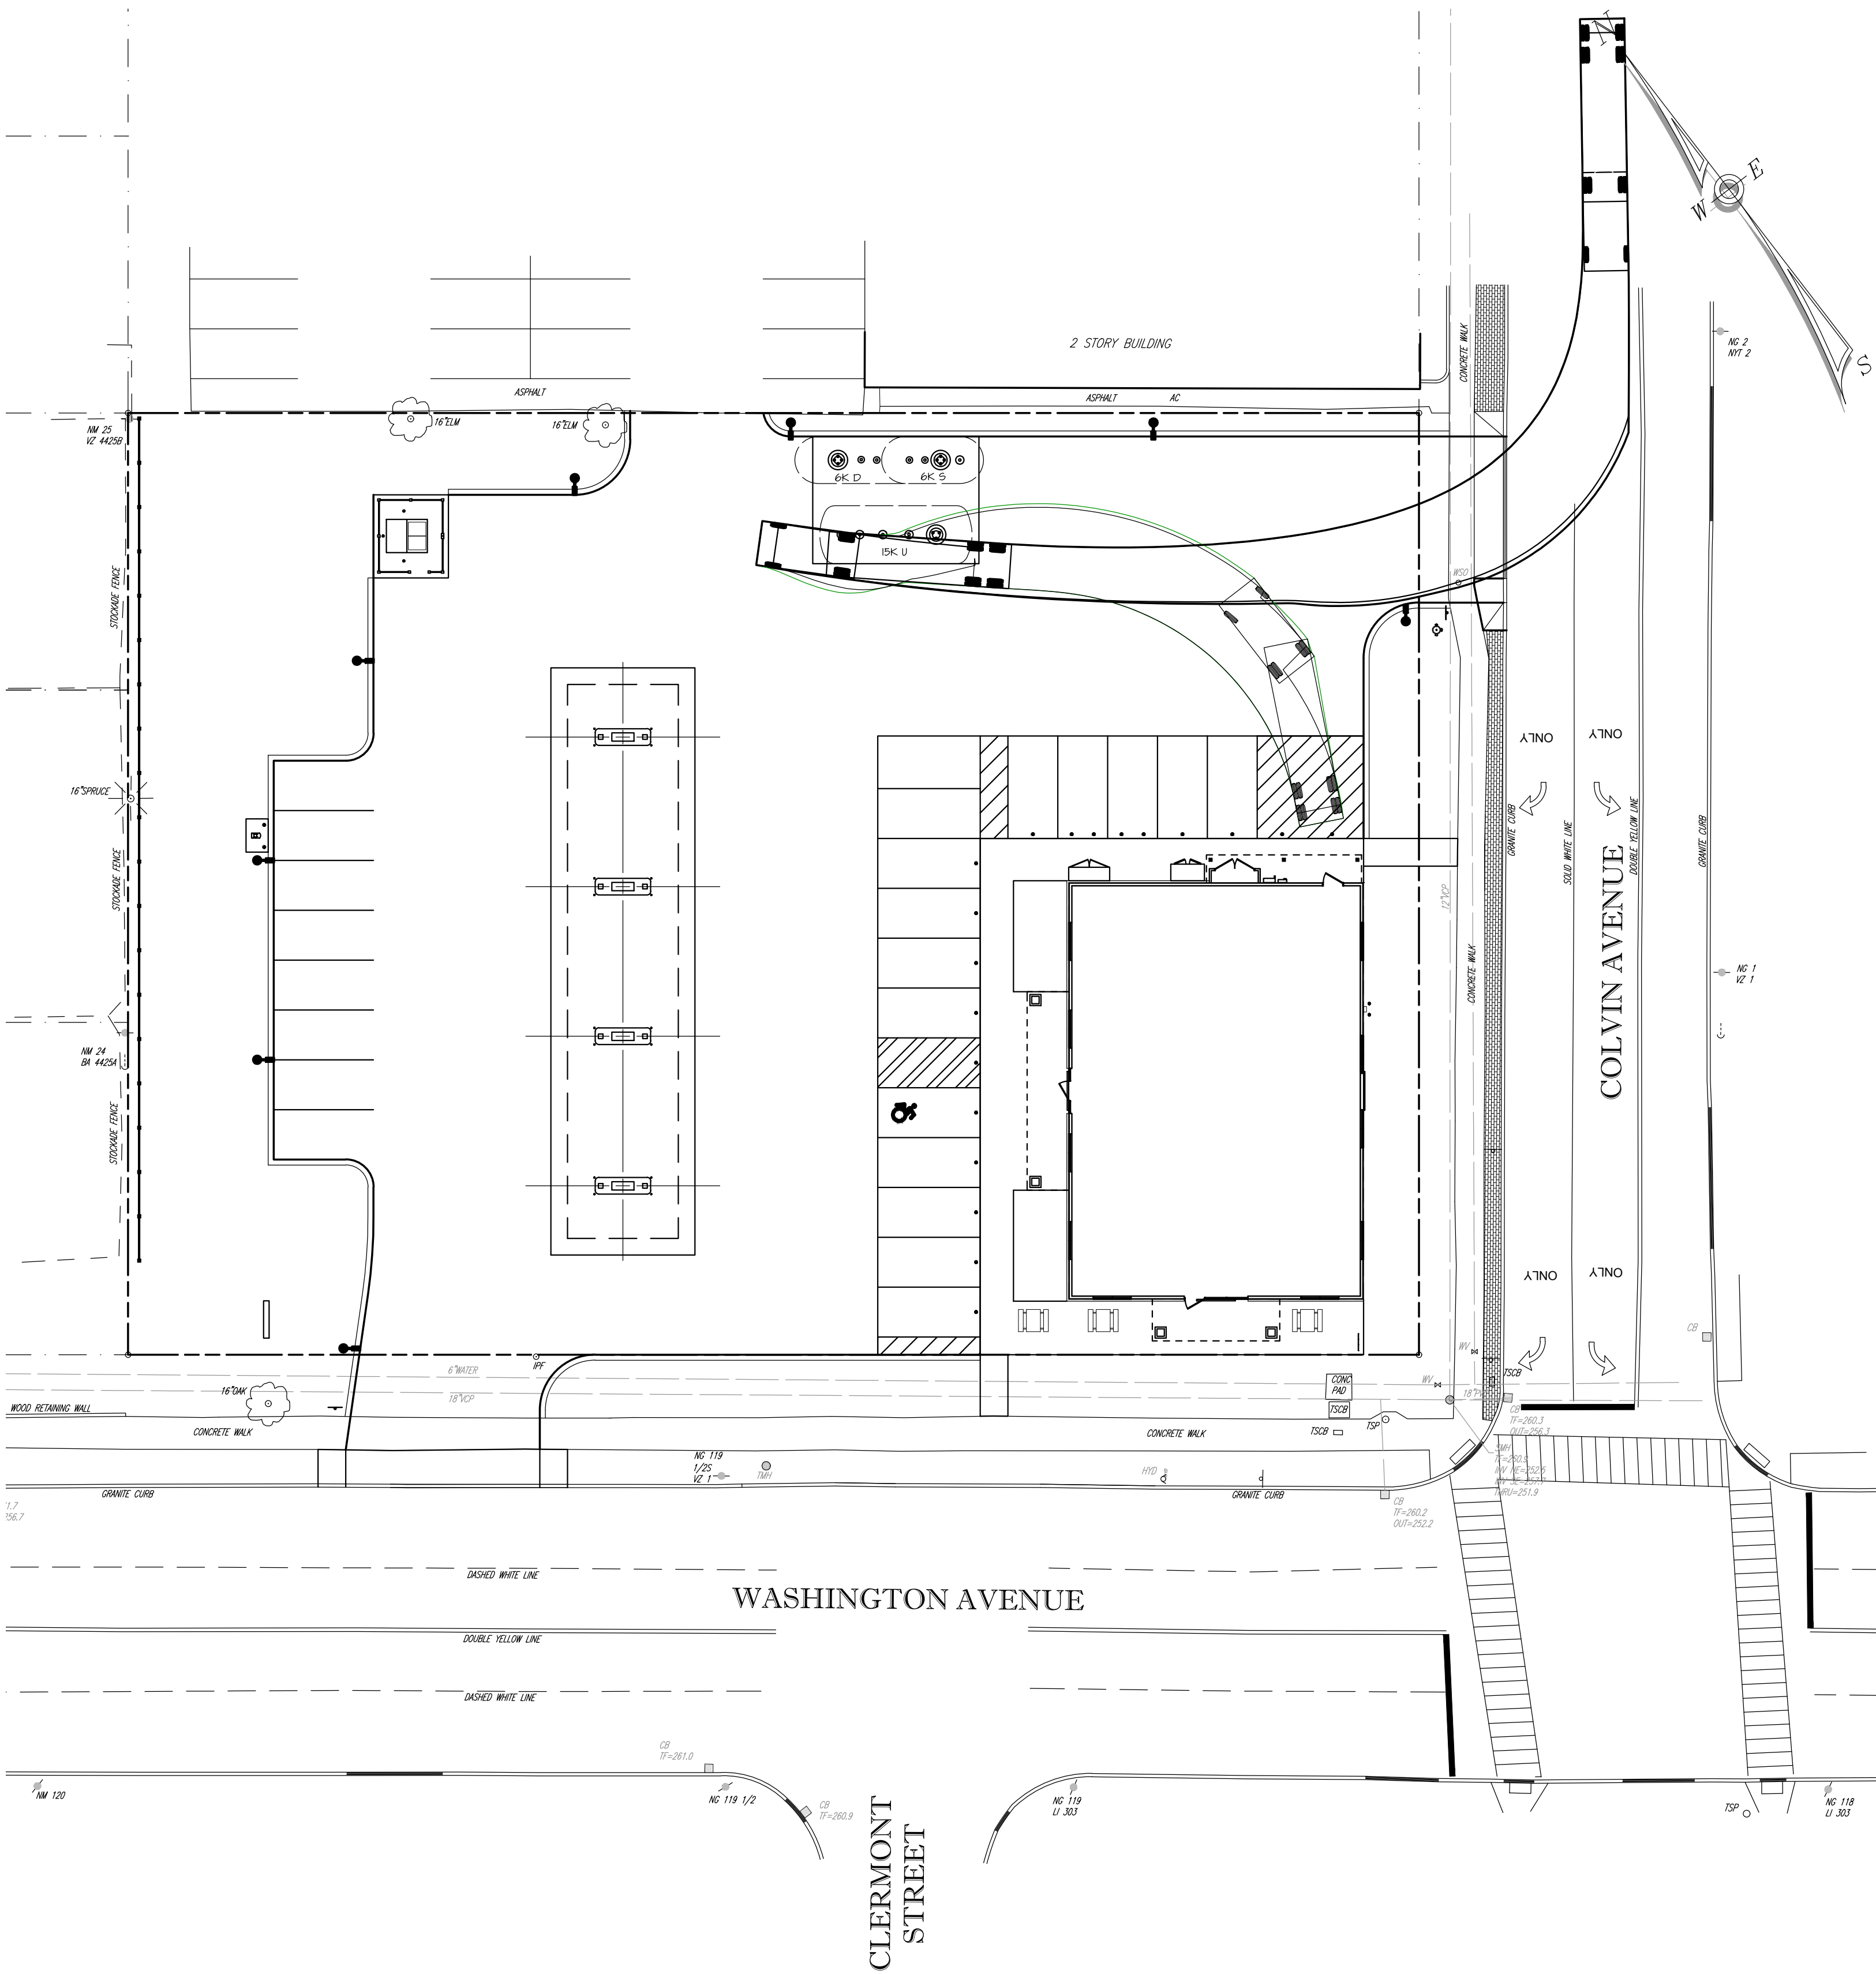 N
E
W
S
NG 2
NYT 2
2 STORY BUILDING
CONCRETE WALK
ASPHALT
ASPHALT
AC
16"ELM
16"ELM
NM 25
VZ 4425B
6K D
6K S
15K U
WSO
STOCKADE FENCE
ONLY
ONLY
16"SPRUCE
GRANITE CURB
SOLID WHITE LINE
DOUBLE YELLOW LINE
GRANITE CURB
STOCKADE FENCE
12"VCP
COLVIN AVENUE
CONCRETE WALK
NG 1
VZ 1
NM 24
BA 4425A
STOCKADE FENCE
ONLY
ONLY
CB
WV
IPF
6"WATER
18"VCP
16"OAK
WOOD RETAINING WALL
CONCRETE WALK
CONC
PAD
TSCB
WV
TSCB
TSP
TSCB
CB
TF=260.3
OUT=256.3
CONCRETE WALK
SMH
THRU=251.9
NG 119
1/2S
VZ 1
TMH
HYD
GRANITE CURB
GRANITE CURB
CB
TF=260.2
OUT=252.2
DASHED WHITE LINE
WASHINGTON AVENUE
DOUBLE YELLOW LINE
DASHED WHITE LINE
CB
TF=261.0
NM 120
NG 119 1/2
CB
TF=260.9
NG 119
LI 303
TSP
NG 118
LI 303
CLERMONT
STREET